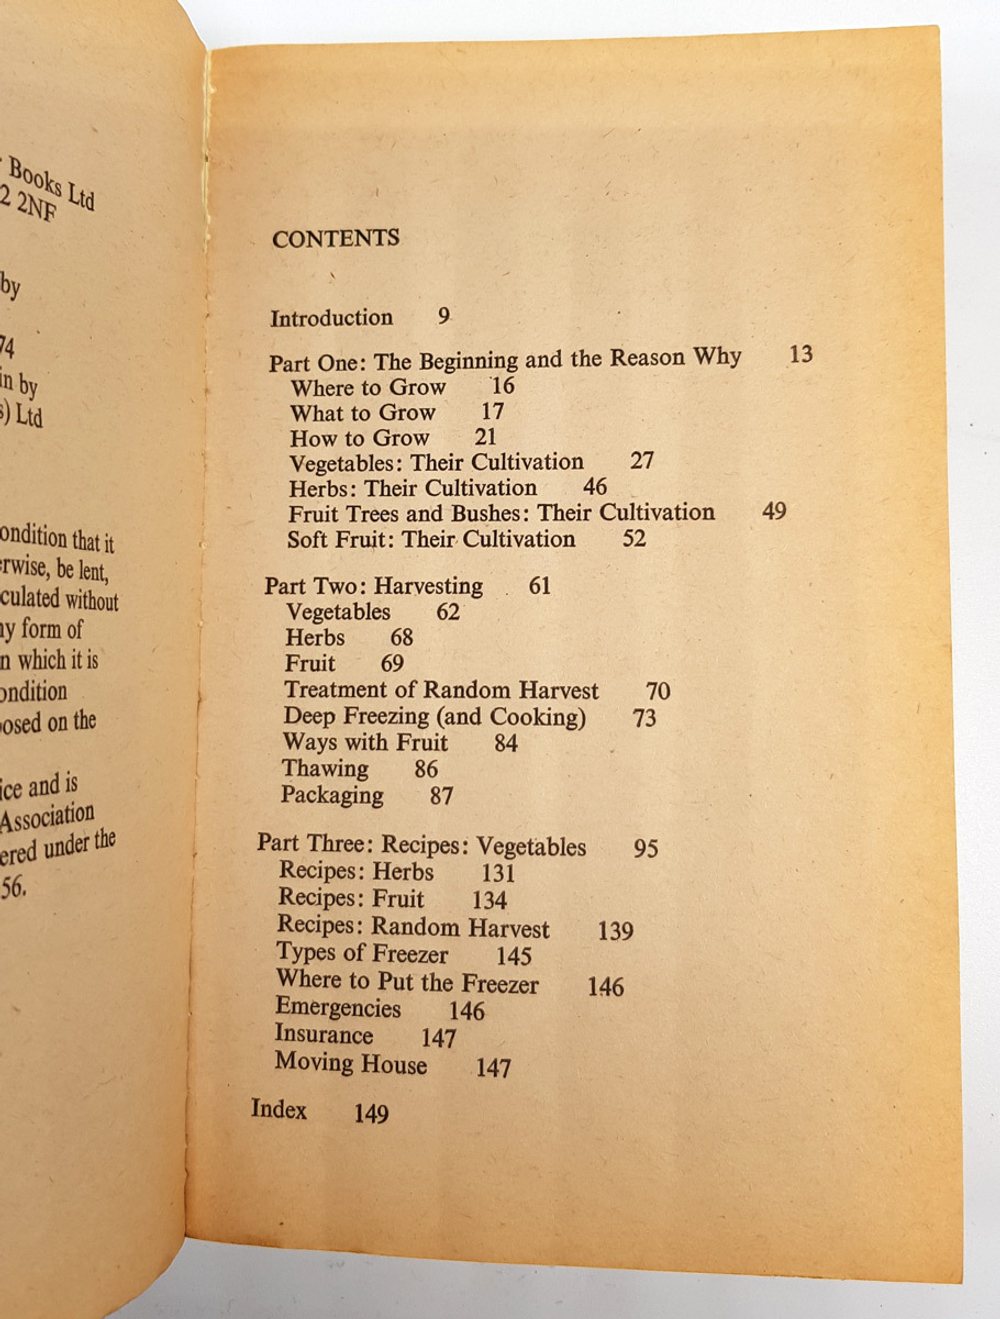 Books Ltd
2NF
by
74
in by
Ltd
ondition that it
be lent,
culated without
form of
which it is
ondition
osed on the
ice and is
Association
ered under the
56.
CONTENTS
Introduction 9
Part One: The Beginning and the Reason Why 13
Where to Grow 16
What to Grow 17
How to Grow 21
Vegetables: Their Cultivation 27
Herbs: Their Cultivation 46
Fruit Trees and Bushes: Their Cultivation 49
Soft Fruit: Their Cultivation 52
Part Two: Harvesting 61
Vegetables 62
Herbs 68
Fruit 69
Treatment of Random Harvest 70
Deep Freezing (and Cooking) 73
Ways with Fruit 84
Thawing 86
Packaging 87
Part Three: Recipes: Vegetables 95
Recipes: Herbs 131
Recipes: Fruit 134
Recipes: Random Harvest 139
Types of Freezer 145
Where to Put the Freezer 146
Emergencies 146
Insurance 147
Moving House 147
Index 149